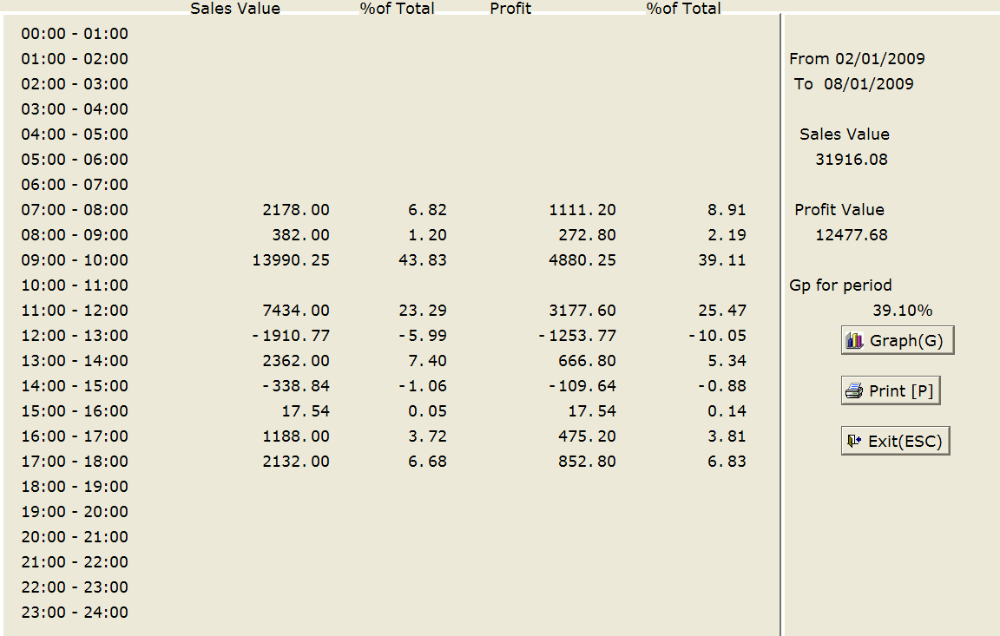 Sales Value %of Total Profit %of Total
00:00 - 01:00
01:00 - 02:00 From 02/01/2009
02:00 - 03:00 To 08/01/2009
03:00 - 04:00
04:00 - 05:00 Sales Value
05:00 - 06:00 31916.08
06:00 - 07:00
07:00 - 08:00 2178.00 6.82 1111.20 8.91 Profit Value
08:00 - 09:00 382.00 1.20 272.80 2.19 12477.68
09:00 - 10:00 13990.25 43.83 4880.25 39.11
10:00 - 11:00 Gp for period
11:00 - 12:00 7434.00 23.29 3177.60 25.47 39.10%
12:00 - 13:00 -1910.77 -5.99 -1253.77 -10.05 Graph(G)
13:00 - 14:00 2362.00 7.40 666.80 5.34
14:00 - 15:00 -338.84 -1.06 -109.64 -0.88 Print [P]
15:00 - 16:00 17.54 0.05 17.54 0.14
16:00 - 17:00 1188.00 3.72 475.20 3.81 Exit(ESC)
17:00 - 18:00 2132.00 6.68 852.80 6.83
18:00 - 19:00
19:00 - 20:00
20:00 - 21:00
21:00 - 22:00
22:00 - 23:00
23:00 - 24:00